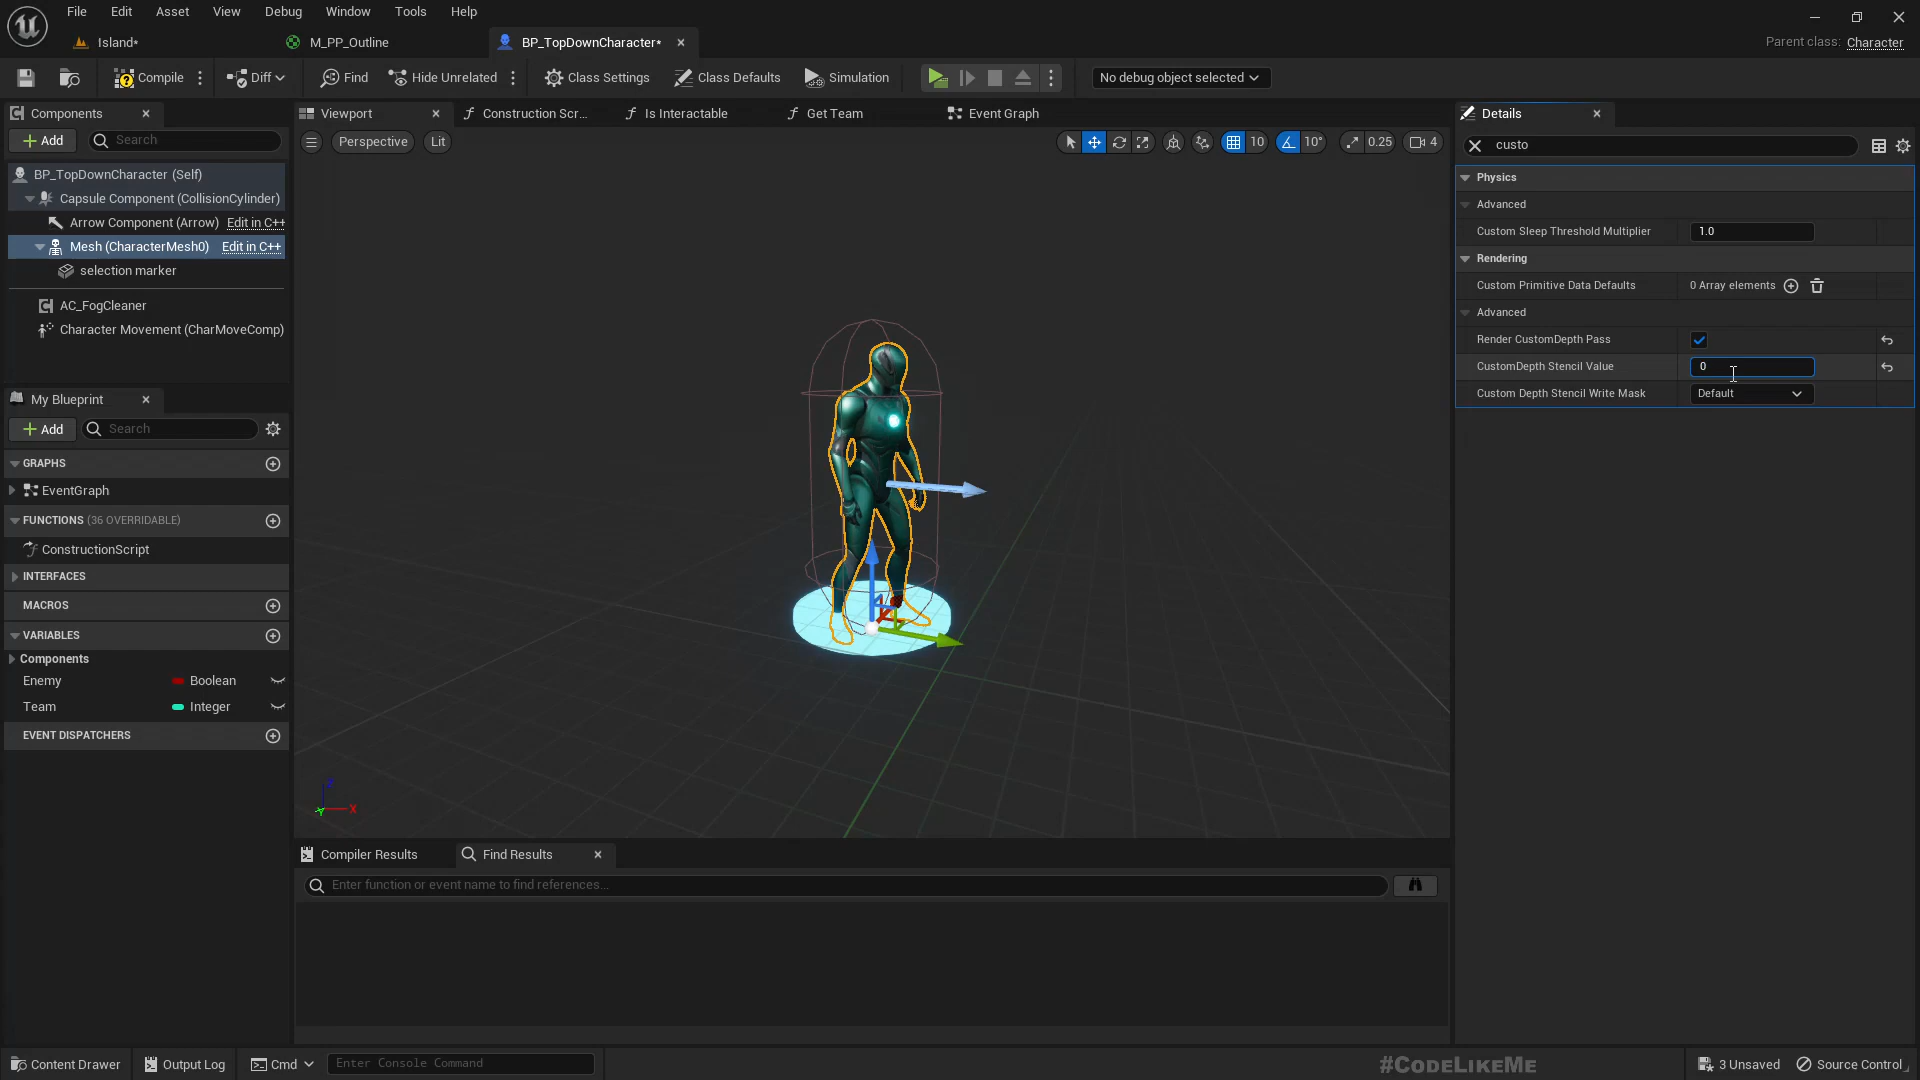 File Edit Asset View Debug Window Tools Help
Island*
M_PP_Outline
BP_TopDownCharacter*
Parent class: Character
Compile
Diff
Find
Hide Unrelated
Class Settings
Class Defaults
Simulation
No debug object selected
Components
Add
Search
BP_TopDownCharacter (Self)
Capsule Component (CollisionCylinder)
Arrow Component (Arrow) Edit in C++
Mesh (CharacterMesh0) Edit in C++
selection marker
AC_FogCleaner
Character Movement (CharMoveComp)
My Blueprint
Add
Search
GRAPHS
EventGraph
FUNCTIONS (36 OVERRIDABLE)
ConstructionScript
INTERFACES
MACROS
VARIABLES
Components
Enemy Boolean
Team Integer
EVENT DISPATCHERS
Viewport
Construction Scr...
Is Interactable
Get Team
Event Graph
Perspective
Lit
10
10°
0.25
4
Z
X
Y
Compiler Results
Find Results
Enter function or event name to find references...
Details
custo
Physics
Advanced
Custom Sleep Threshold Multiplier 1.0
Rendering
Custom Primitive Data Defaults 0 Array elements
Advanced
Render CustomDepth Pass
CustomDepth Stencil Value 0
Custom Depth Stencil Write Mask Default
Content Drawer
Output Log
Cmd
Enter Console Command
#CODELIKEME
3 Unsaved
Source Control